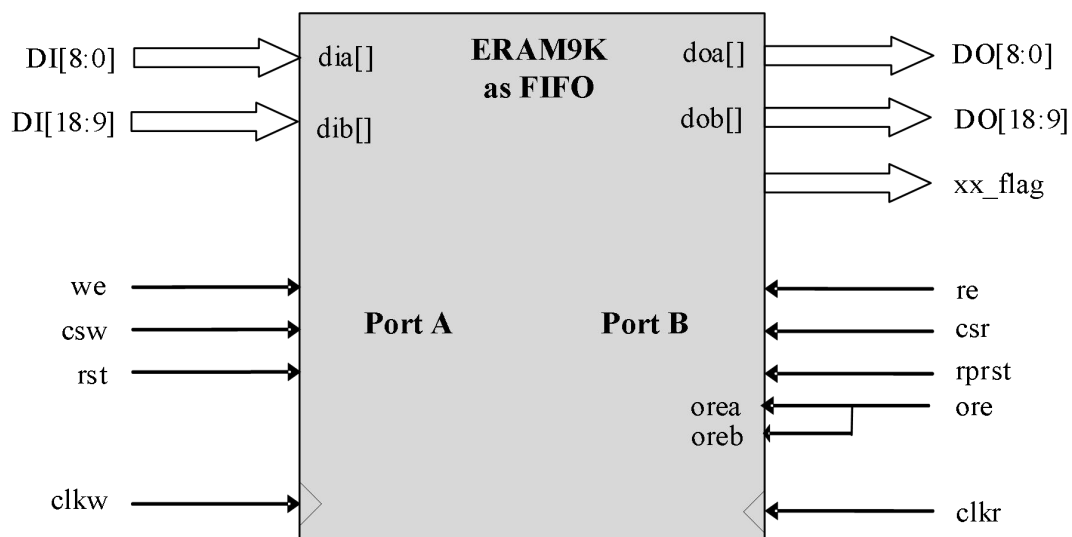 DI[8:0]
dia[]
ERAM9K
as FIFO
doa[]
DO[8:0]
DI[18:9]
dib[]
dob[]
DO[18:9]
xx_flag
we
re
csw
Port A
Port B
csr
rst
rprst
orea
ore
oreb
clkw
clkr